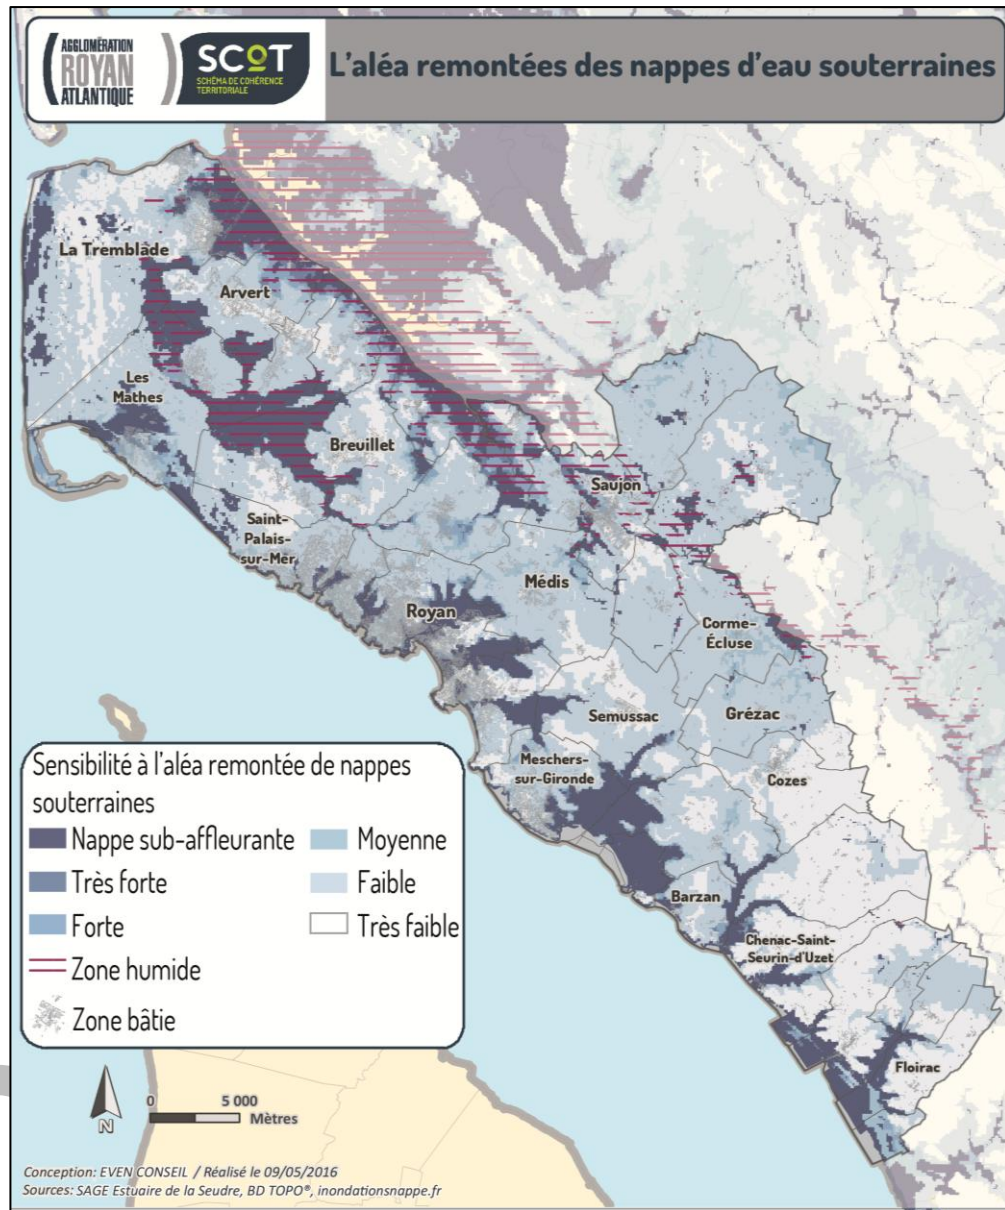 AGGLOMÉRATION
ROYAN
ATLANTIQUE
SCOT
SCHÉMA DE COHÉRENCE
TERRITORIALE
L'aléa remontées des nappes d'eau souterraines
La Tremblade
Arvert
Les
Mathes
Breuillet
Saujon
Saint-
Palais-
sur-Mer
Médis
Royan
Corme-
Écluse
Semussac
Grézac
Meschers-
sur-Gironde
Cozes
Barzan
Chenac-Saint-
Seurin-d'Uzet
Floirac
Sensibilité à l'aléa remontée de nappes
souterraines
Nappe sub-affleurante
Moyenne
Très forte
Faible
Forte
Très faible
Zone humide
Zone bâtie
N
0 5 000
Mètres
Conception: EVEN CONSEIL / Réalisé le 09/05/2016
Sources: SAGE Estuaire de la Seudre, BD TOPO®, inondationsnappe.fr